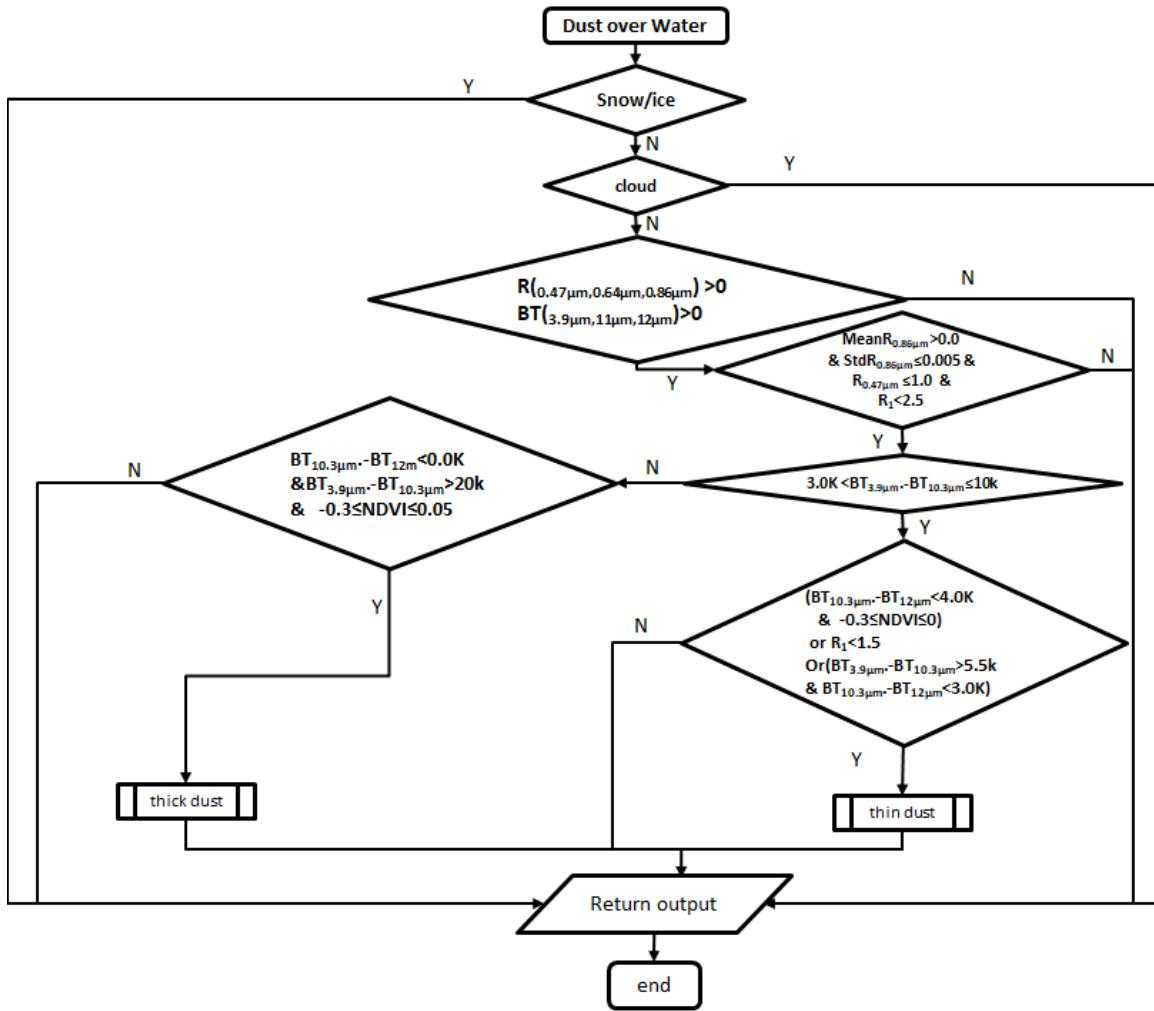 Dust over Water
Y
Snow/ice
N
Y
cloud
N
R(0.47µm,0.64µm,0.86µm) >0
BT(3.9µm,11µm,12µm)>0
N
Y
MeanR0.86µm>0.0
& StdR0.86µm≤0.005 &
R0.47µm ≤1.0 &
R1<2.5
N
Y
N
BT10.3µm.-BT12m<0.0K
&BT3.9µm.-BT10.3µm>20k
& -0.3≤NDVI≤0.05
N
3.0K <BT3.9µm.-BT10.3µm≤10k
Y
Y
N
(BT10.3µm.-BT12µm<4.0K
& -0.3≤NDVI≤0)
or R1<1.5
Or(BT3.9µm.-BT10.3µm>5.5k
& BT10.3µm.-BT12µm<3.0K)
Y
thick dust
thin dust
Return output
end